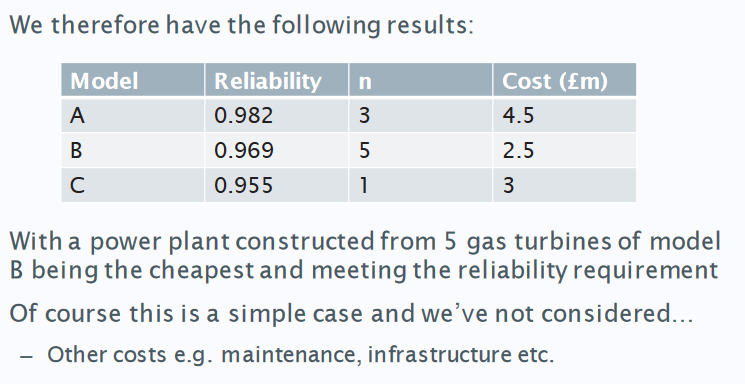 We therefore have the following results:
Model Reliability n Cost (£m)
A 0.982 3 4.5
B 0.969 5 2.5
C 0.955 1 3
With a power plant constructed from 5 gas turbines of model
B being the cheapest and meeting the reliability requirement
Of course this is a simple case and we’ve not considered...
– Other costs e.g. maintenance, infrastructure etc.